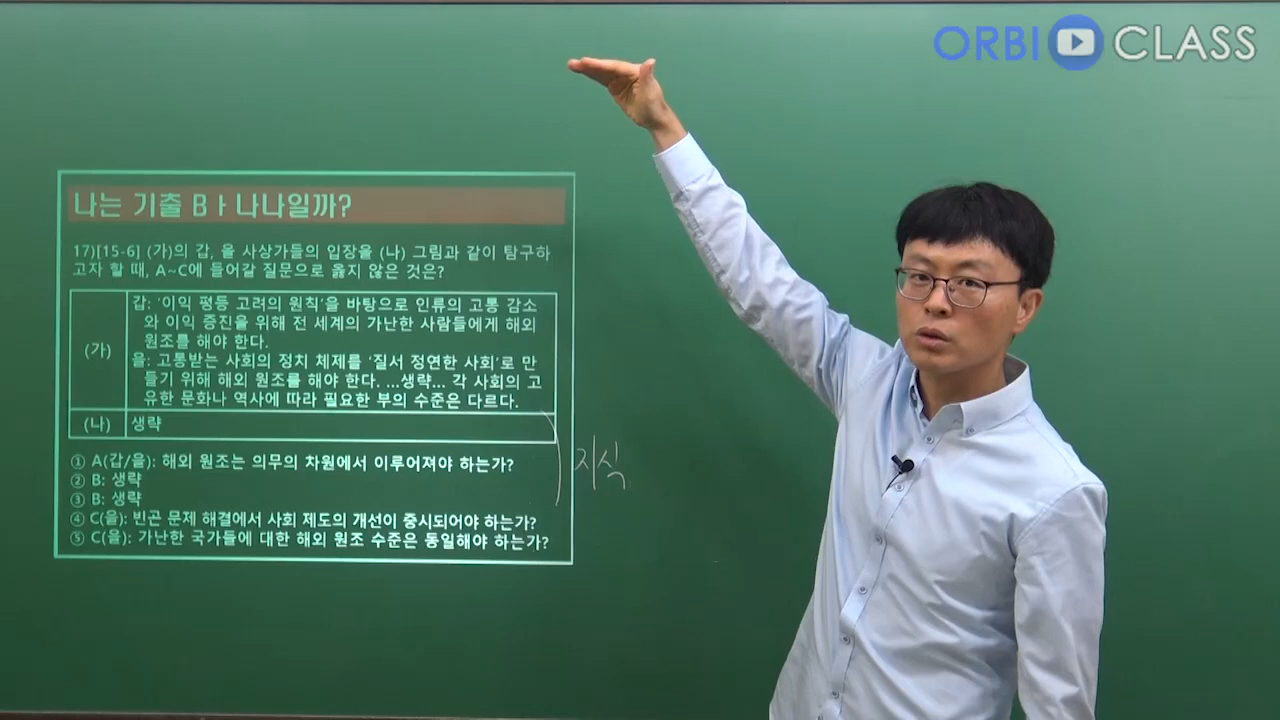 ORBI CLASS
나는 기출 Bㅏ나나일까?
17)[15-6] (가)의 갑, 을 사상가들의 입장을 (나) 그림과 같이 탐구하
고자 할 때, A~C에 들어갈 질문으로 옳지 않은 것은?
갑: '이익 평등 고려의 원칙'을 바탕으로 인류의 고통 감소
와 이익 증진을 위해 전 세계의 가난한 사람들에게 해외
(가)
원조를 해야 한다.
을: 고통받는 사회의 정치 체제를 '질서 정연한 사회'로 만
들기 위해 해외 원조를 해야 한다. ...생략... 각 사회의 고
유한 문화나 역사에 따라 필요한 부의 수준은 다르다.
(나) 생략
① A(갑/을): 해외 원조는 의무의 차원에서 이루어져야 하는가?
② B: 생략
③ B: 생략
④ C(을): 빈곤 문제 해결에서 사회 제도의 개선이 중시되어야 하는가?
⑤ C(을): 가난한 국가들에 대한 해외 원조 수준은 동일해야 하는가?
지식